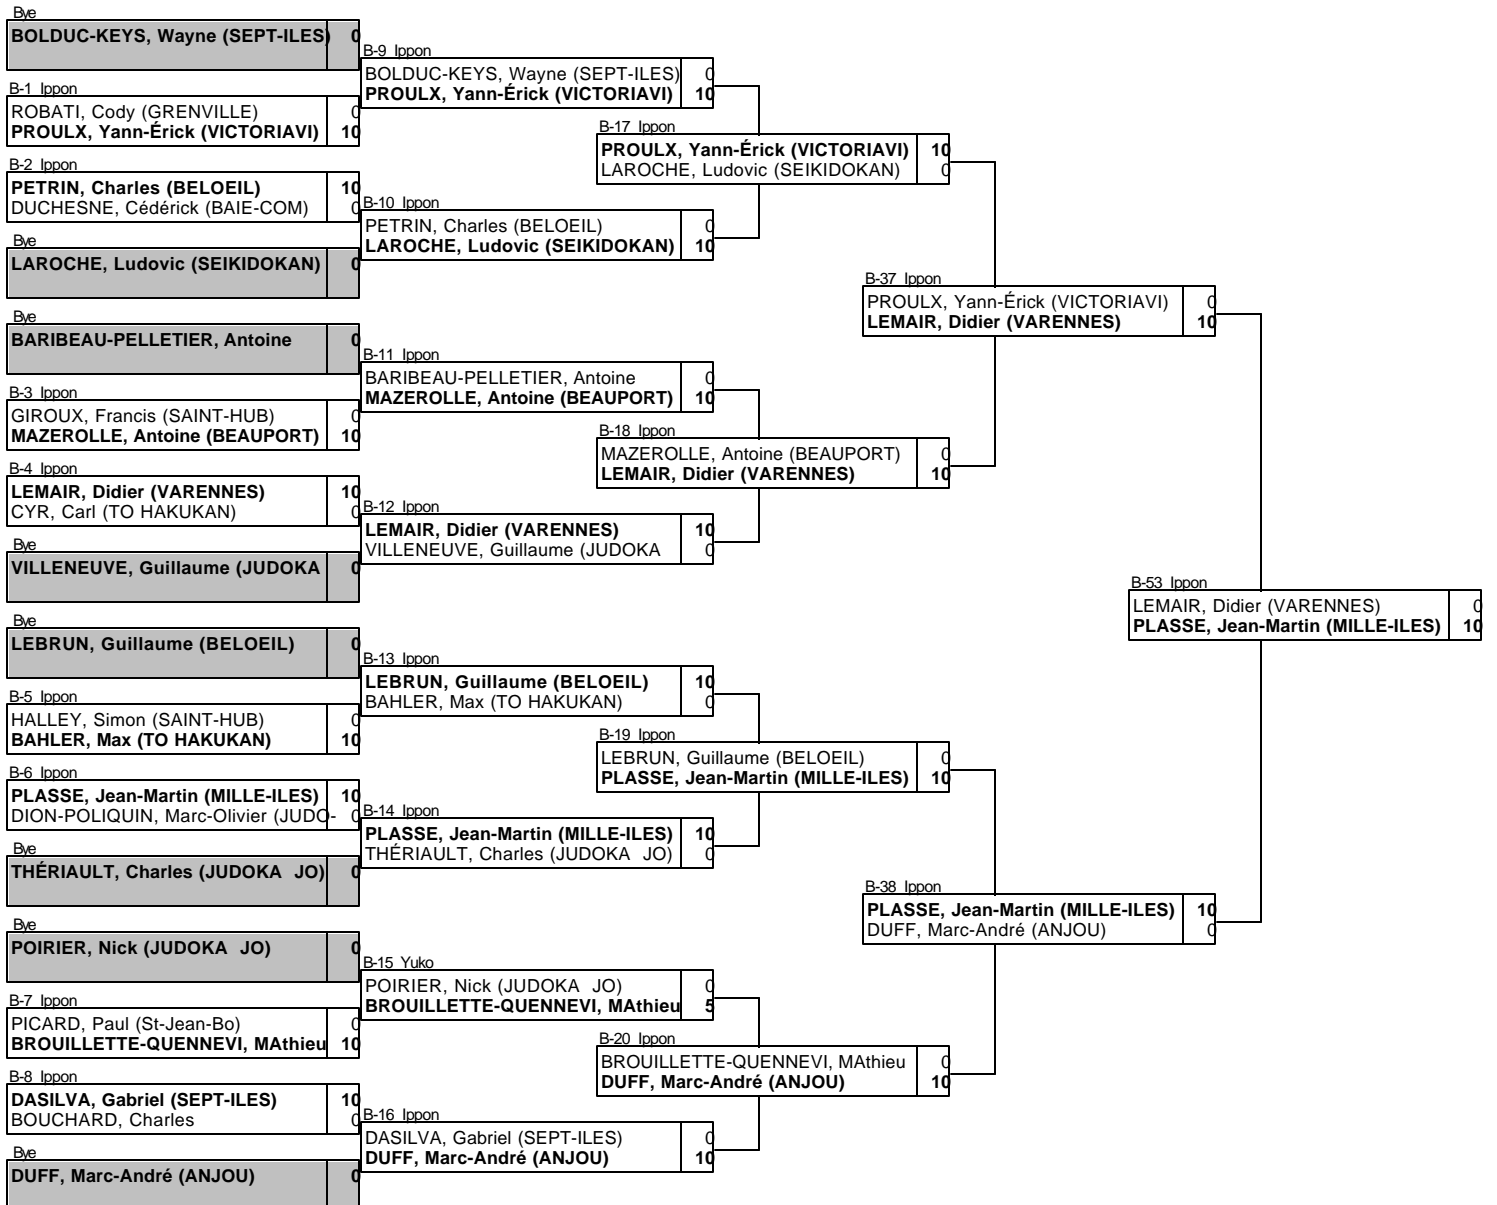 Bye
BOLDUC-KEYS, Wayne (SEPT-ILES) 0
B-1 Ippon
ROBATI, Cody (GRENVILLE) 0
PROULX, Yann-Érick (VICTORIAVI) 10
B-2 Ippon
PETRIN, Charles (BELOEIL) 10
DUCHESNE, Cédérick (BAIE-COM) 0
Bye
LAROCHE, Ludovic (SEIKIDOKAN) 0
Bye
BARIBEAU-PELLETIER, Antoine 0
B-3 Ippon
GIROUX, Francis (SAINT-HUB) 0
MAZEROLLE, Antoine (BEAUPORT) 10
B-4 Ippon
LEMAIR, Didier (VARENNES) 10
CYR, Carl (TO HAKUKAN) 0
Bye
VILLENEUVE, Guillaume (JUDOKA 0
Bye
LEBRUN, Guillaume (BELOEIL) 0
B-5 Ippon
HALLEY, Simon (SAINT-HUB) 0
BAHLER, Max (TO HAKUKAN) 10
B-6 Ippon
PLASSE, Jean-Martin (MILLE-ILES) 10
DION-POLIQUIN, Marc-Olivier (JUDO- 0
Bye
THÉRIAULT, Charles (JUDOKA JO) 0
Bye
POIRIER, Nick (JUDOKA JO) 0
B-7 Ippon
PICARD, Paul (St-Jean-Bo) 0
BROUILLETTE-QUENNEVI, MAthieu 10
B-8 Ippon
DASILVA, Gabriel (SEPT-ILES) 10
BOUCHARD, Charles 0
Bye
DUFF, Marc-André (ANJOU) 0
B-9 Ippon
BOLDUC-KEYS, Wayne (SEPT-ILES) 0
PROULX, Yann-Érick (VICTORIAVI) 10
B-10 Ippon
PETRIN, Charles (BELOEIL) 0
LAROCHE, Ludovic (SEIKIDOKAN) 10
B-11 Ippon
BARIBEAU-PELLETIER, Antoine 0
MAZEROLLE, Antoine (BEAUPORT) 10
B-12 Ippon
LEMAIR, Didier (VARENNES) 10
VILLENEUVE, Guillaume (JUDOKA 0
B-13 Ippon
LEBRUN, Guillaume (BELOEIL) 10
BAHLER, Max (TO HAKUKAN) 0
B-14 Ippon
PLASSE, Jean-Martin (MILLE-ILES) 10
THÉRIAULT, Charles (JUDOKA JO) 0
B-15 Yuko
POIRIER, Nick (JUDOKA JO) 0
BROUILLETTE-QUENNEVI, MAthieu 5
B-16 Ippon
DASILVA, Gabriel (SEPT-ILES) 0
DUFF, Marc-André (ANJOU) 10
B-17 Ippon
PROULX, Yann-Érick (VICTORIAVI) 10
LAROCHE, Ludovic (SEIKIDOKAN) 0
B-18 Ippon
MAZEROLLE, Antoine (BEAUPORT) 0
LEMAIR, Didier (VARENNES) 10
B-19 Ippon
LEBRUN, Guillaume (BELOEIL) 0
PLASSE, Jean-Martin (MILLE-ILES) 10
B-20 Ippon
BROUILLETTE-QUENNEVI, MAthieu 0
DUFF, Marc-André (ANJOU) 10
B-37 Ippon
PROULX, Yann-Érick (VICTORIAVI) 0
LEMAIR, Didier (VARENNES) 10
B-38 Ippon
PLASSE, Jean-Martin (MILLE-ILES) 10
DUFF, Marc-André (ANJOU) 0
B-53 Ippon
LEMAIR, Didier (VARENNES) 0
PLASSE, Jean-Martin (MILLE-ILES) 10